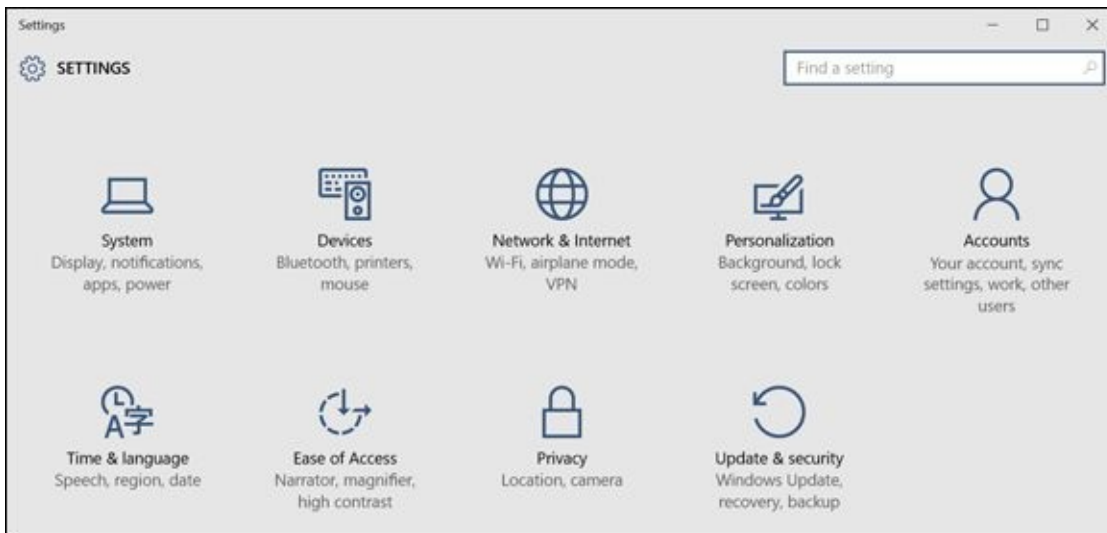 Settings
SETTINGS
Find a setting
System
Display, notifications,
apps, power
Devices
Bluetooth, printers,
mouse
Network & Internet
Wi-Fi, airplane mode,
VPN
Personalization
Background, lock
screen, colors
Accounts
Your account, sync
settings, work, other
users
A字
Time & language
Speech, region, date
Ease of Access
Narrator, magnifier,
high contrast
Privacy
Location, camera
Update & security
Windows Update,
recovery, backup